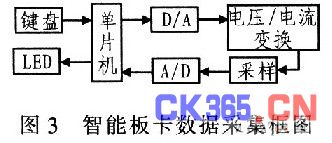 键盘
单片机
D/A
电压/电流
变换
LED
A/D
采样
CK365.CN
图3 智能板卡数据采集框图